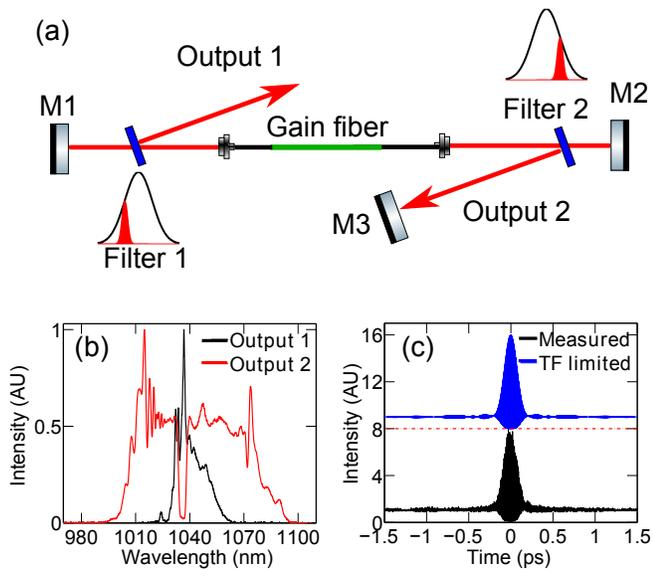 (a)
Output 1
Filter 2
M1
M2
Gain fiber
M3
Output 2
Filter 1
(b)
Output 1
Output 2
1
0.5
0
Intensity (AU)
980 1010 1040 1070 1100
Wavelength (nm)
(c)
Measured
TF limited
16
12
8
4
0
Intensity (AU)
−1.5 −1 −0.5 0 0.5 1 1.5
Time (ps)